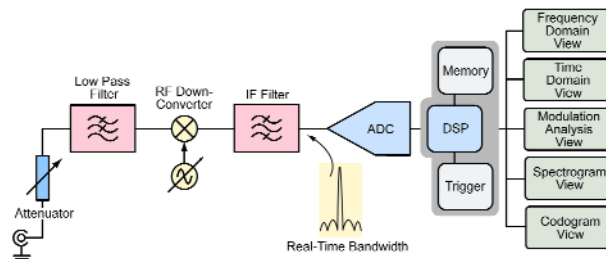 Low Pass
Filter
RF Down-
Converter
IF Filter
Attenuator
Real-Time Bandwidth
ADC
Memory
DSP
Trigger
Frequency
Domain
View
Time
Domain
View
Modulation
Analysis
View
Spectrogram
View
Codogram
View